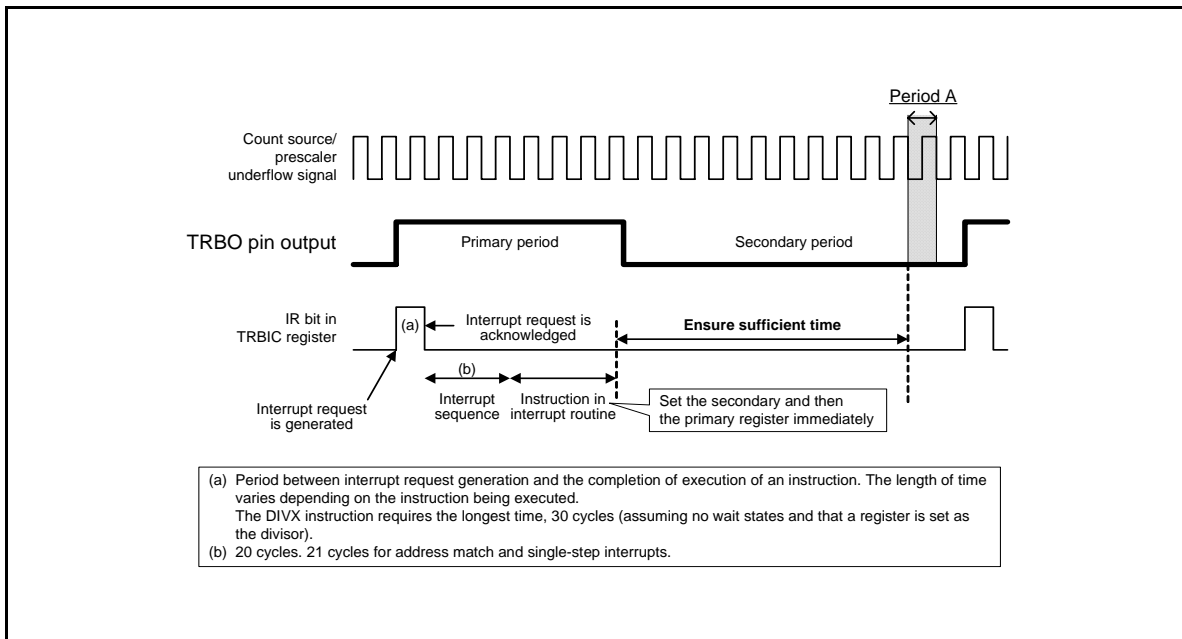 Period A
Count source/
prescaler
underflow signal
TRBO pin output
Primary period
Secondary period
IR bit in
TRBIC register
(a)
Interrupt request is
acknowledged
Ensure sufficient time
(b)
Interrupt request
is generated
Interrupt
sequence
Instruction in
interrupt routine
Set the secondary and then
the primary register immediately
(a) Period between interrupt request generation and the completion of execution of an instruction. The length of time
varies depending on the instruction being executed.
The DIVX instruction requires the longest time, 30 cycles (assuming no wait states and that a register is set as
the divisor).
(b) 20 cycles. 21 cycles for address match and single-step interrupts.